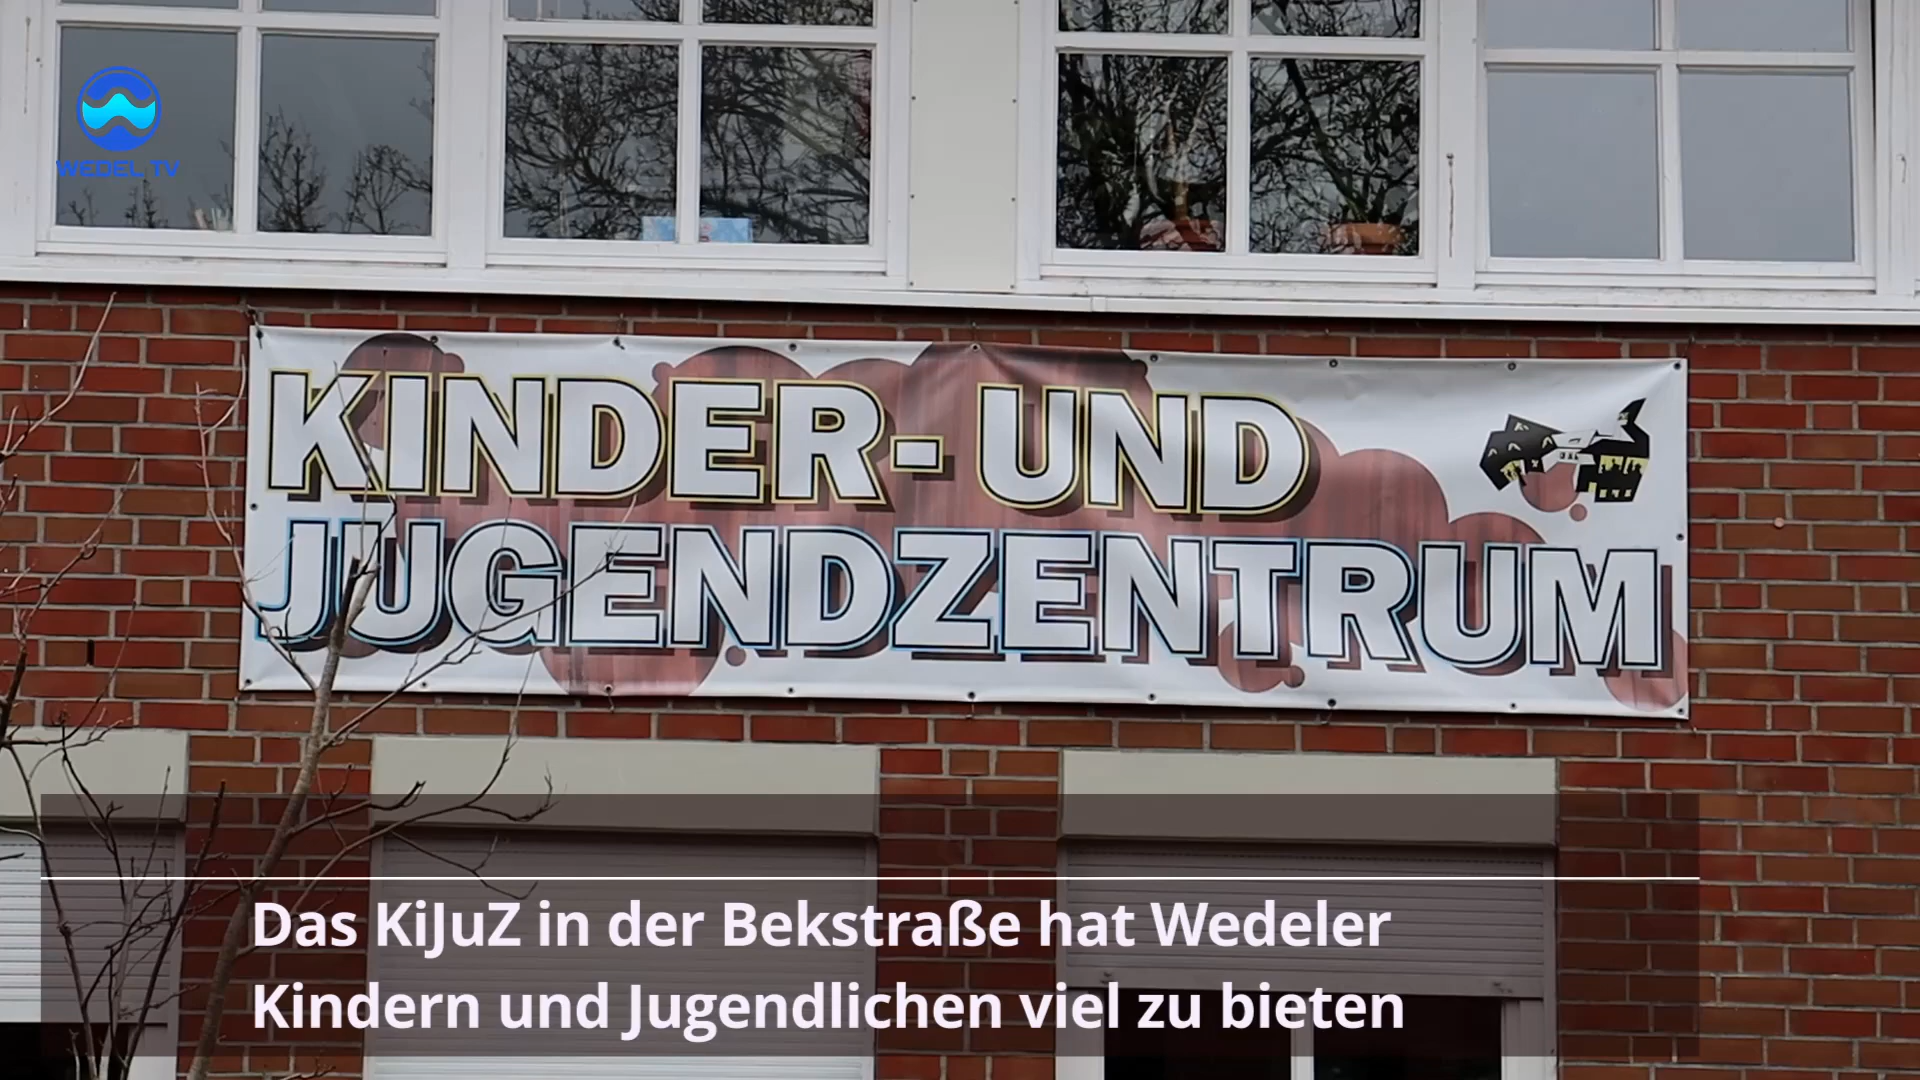 WEDEL TV
KINDER- UND
JUGENDZENTRUM
Das KiJuZ in der Bekstraße hat Wedeler
Kindern und Jugendlichen viel zu bieten